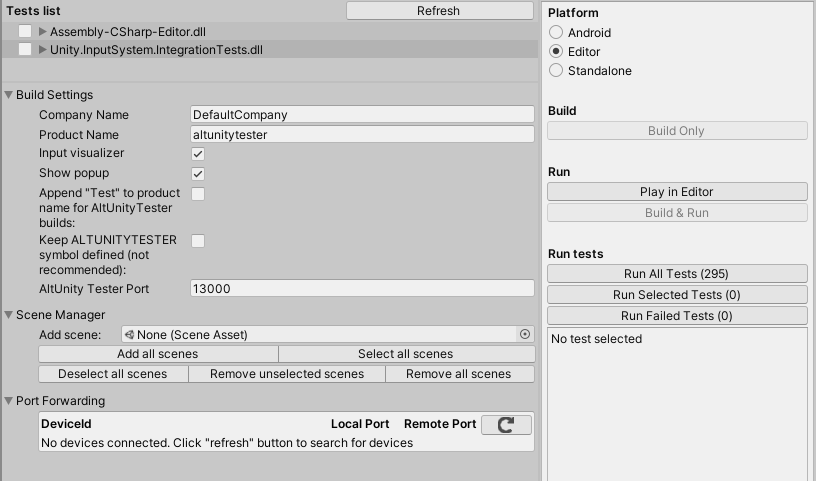 Tests list
Refresh
Assembly-CSharp-Editor.dll
Unity.InputSystem.IntegrationTests.dll
Build Settings
Company Name
DefaultCompany
Product Name
altunitytester
Input visualizer
Show popup
Append "Test" to product
name for AltUnityTester
builds:
Keep ALTUNITYTESTER
symbol defined (not
recommended):
AltUnity Tester Port
13000
Scene Manager
Add scene:
None (Scene Asset)
Add all scenes
Select all scenes
Deselect all scenes
Remove unselected scenes
Remove all scenes
Port Forwarding
DeviceId
Local Port
Remote Port
No devices connected. Click "refresh" button to search for devices
Platform
Android
Editor
Standalone
Build
Build Only
Run
Play in Editor
Build & Run
Run tests
Run All Tests (295)
Run Selected Tests (0)
Run Failed Tests (0)
No test selected